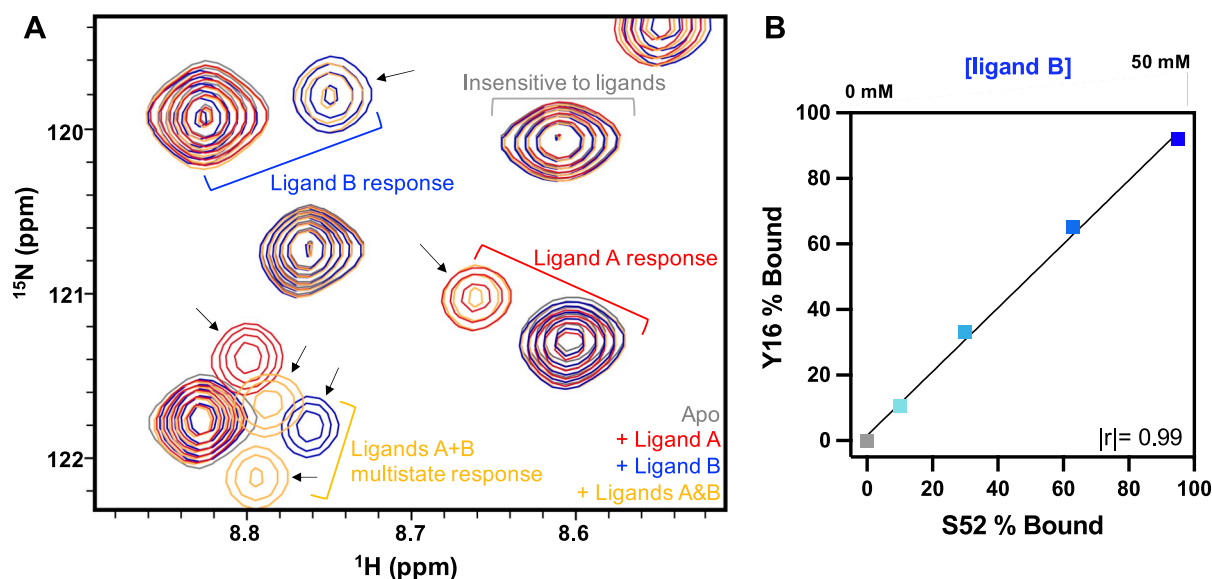 A
120
121
122
¹⁵N (ppm)
8.8
8.7
8.6
¹H (ppm)
Insensitive to ligands
Ligand B response
Ligand A response
Ligands A+B
multistate response
Apo
+ Ligand A
+ Ligand B
+ Ligands A&B
B
[ligand B]
0 mM
50 mM
100
80
60
40
20
0
Y16 % Bound
|r|= 0.99
0
20
40
60
80
100
S52 % Bound